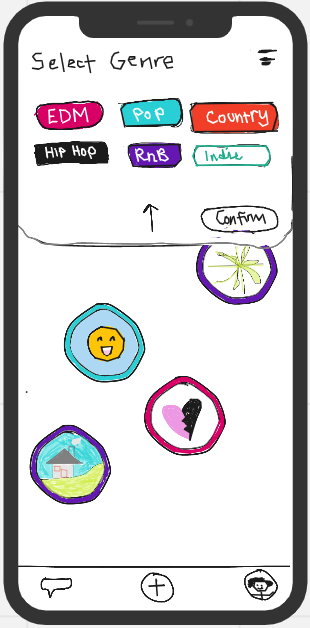 Select Genre
EDM Pop Country
HIP HOP RnB Indie
Confirm